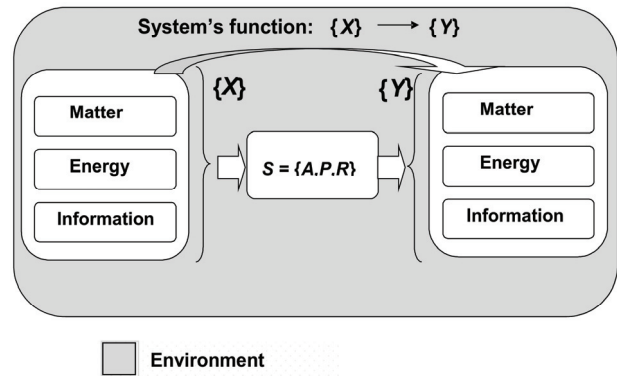 System's function: {X} → {Y}
{X}
{Y}
Matter
Energy
Information
S = {A.P.R}
Matter
Energy
Information
Environment